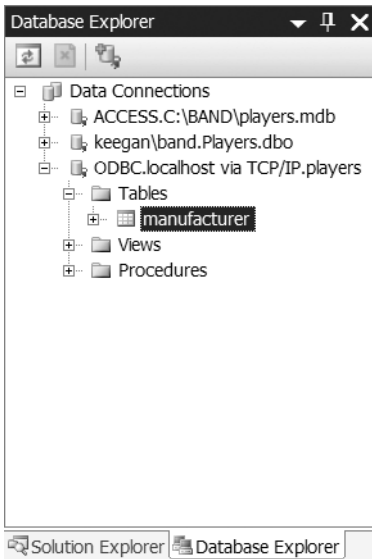 Database Explorer
Data Connections
ACCESS.C:\BAND\players.mdb
keegan\band.Players.dbo
ODBC.localhost via TCP/IP.players
Tables
manufacturer
Views
Procedures
Solution Explorer Database Explorer